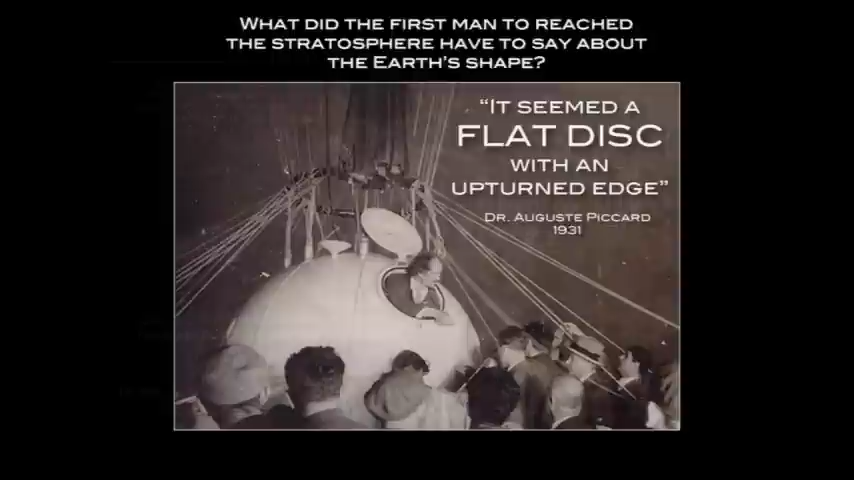 What did the first man to reached
the stratosphere have to say about
the Earth's shape?
"It seemed a
flat disc
with an
upturned edge"
Dr. Auguste Piccard
1931